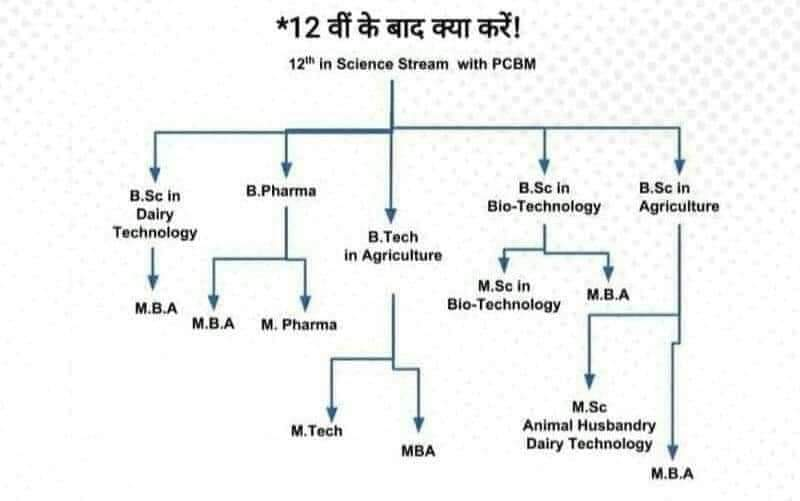 *12 वीं के बाद क्या करें!
12th in Science Stream with PCBM
B.Sc in
Dairy
Technology
B.Pharma
B.Tech
in Agriculture
B.Sc in
Bio-Technology
B.Sc in
Agriculture
M.B.A
M.B.A
M. Pharma
M.Sc in
Bio-Technology
M.B.A
M.Tech
MBA
M.Sc
Animal Husbandry
Dairy Technology
M.B.A